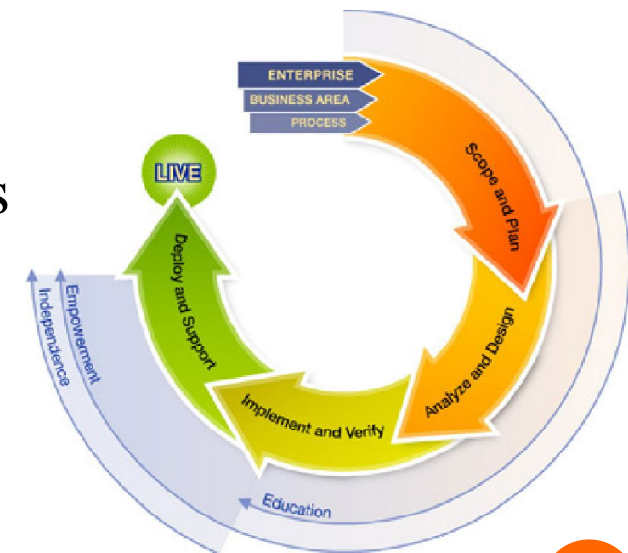 ENTERPRISE
BUSINESS AREA
PROCESS
Scope and Plan
Analyze and Design
Implement and Verify
Deploy and Support
LIVE
Empowerment
Independence
Education
s